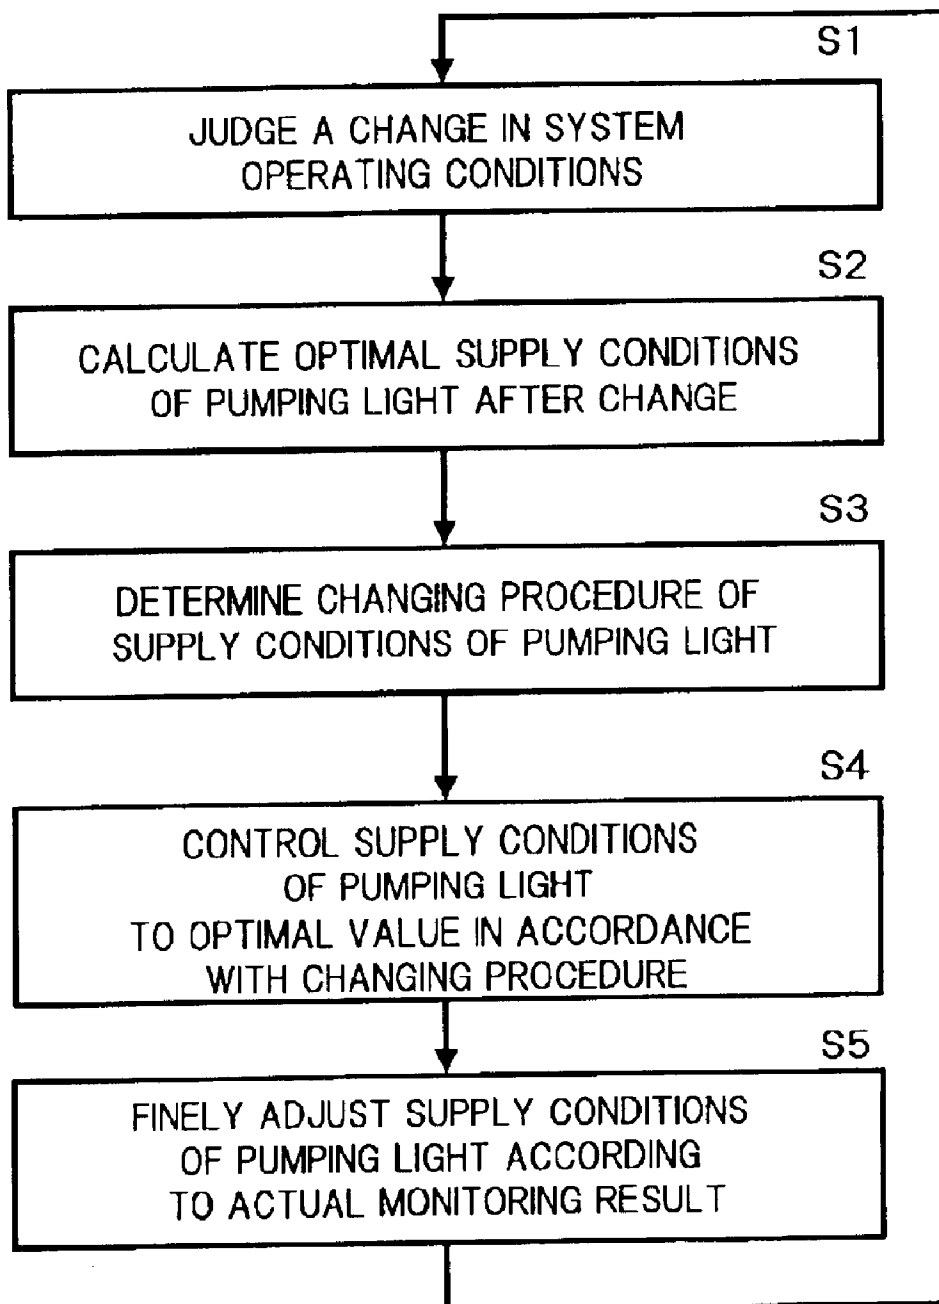 S1
JUDGE A CHANGE IN SYSTEM
OPERATING CONDITIONS
S2
CALCULATE OPTIMAL SUPPLY CONDITIONS
OF PUMPING LIGHT AFTER CHANGE
S3
DETERMINE CHANGING PROCEDURE OF
SUPPLY CONDITIONS OF PUMPING LIGHT
S4
CONTROL SUPPLY CONDITIONS
OF PUMPING LIGHT
TO OPTIMAL VALUE IN ACCORDANCE
WITH CHANGING PROCEDURE
S5
FINELY ADJUST SUPPLY CONDITIONS
OF PUMPING LIGHT ACCORDING
TO ACTUAL MONITORING RESULT